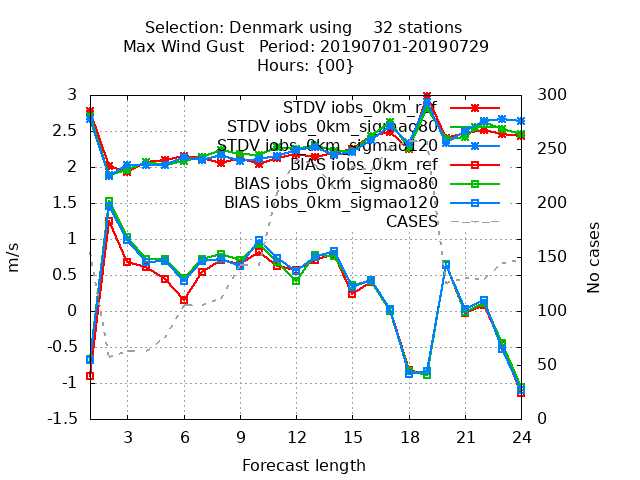 Selection: Denmark using    32 stations
Max Wind Gust   Period: 20190701-20190729
Hours: {00}
STDV iobs_0km_ref
STDV iobs_0km_sigmao80
STDV iobs_0km_sigmao120
BIAS iobs_0km_ref
BIAS iobs_0km_sigmao80
BIAS iobs_0km_sigmao120
CASES
3
2.5
2
1.5
1
0.5
0
-0.5
-1
-1.5
m/s
300
250
200
150
100
50
0
No cases
3 6 9 12 15 18 21 24
Forecast length